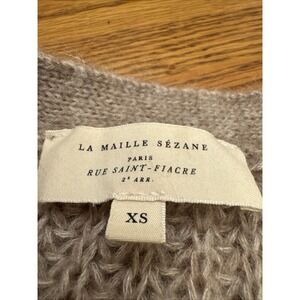 LA MAILLE SÉZANE
PARIS
RUE SAINT-FIACRE
2e ARR.
XS